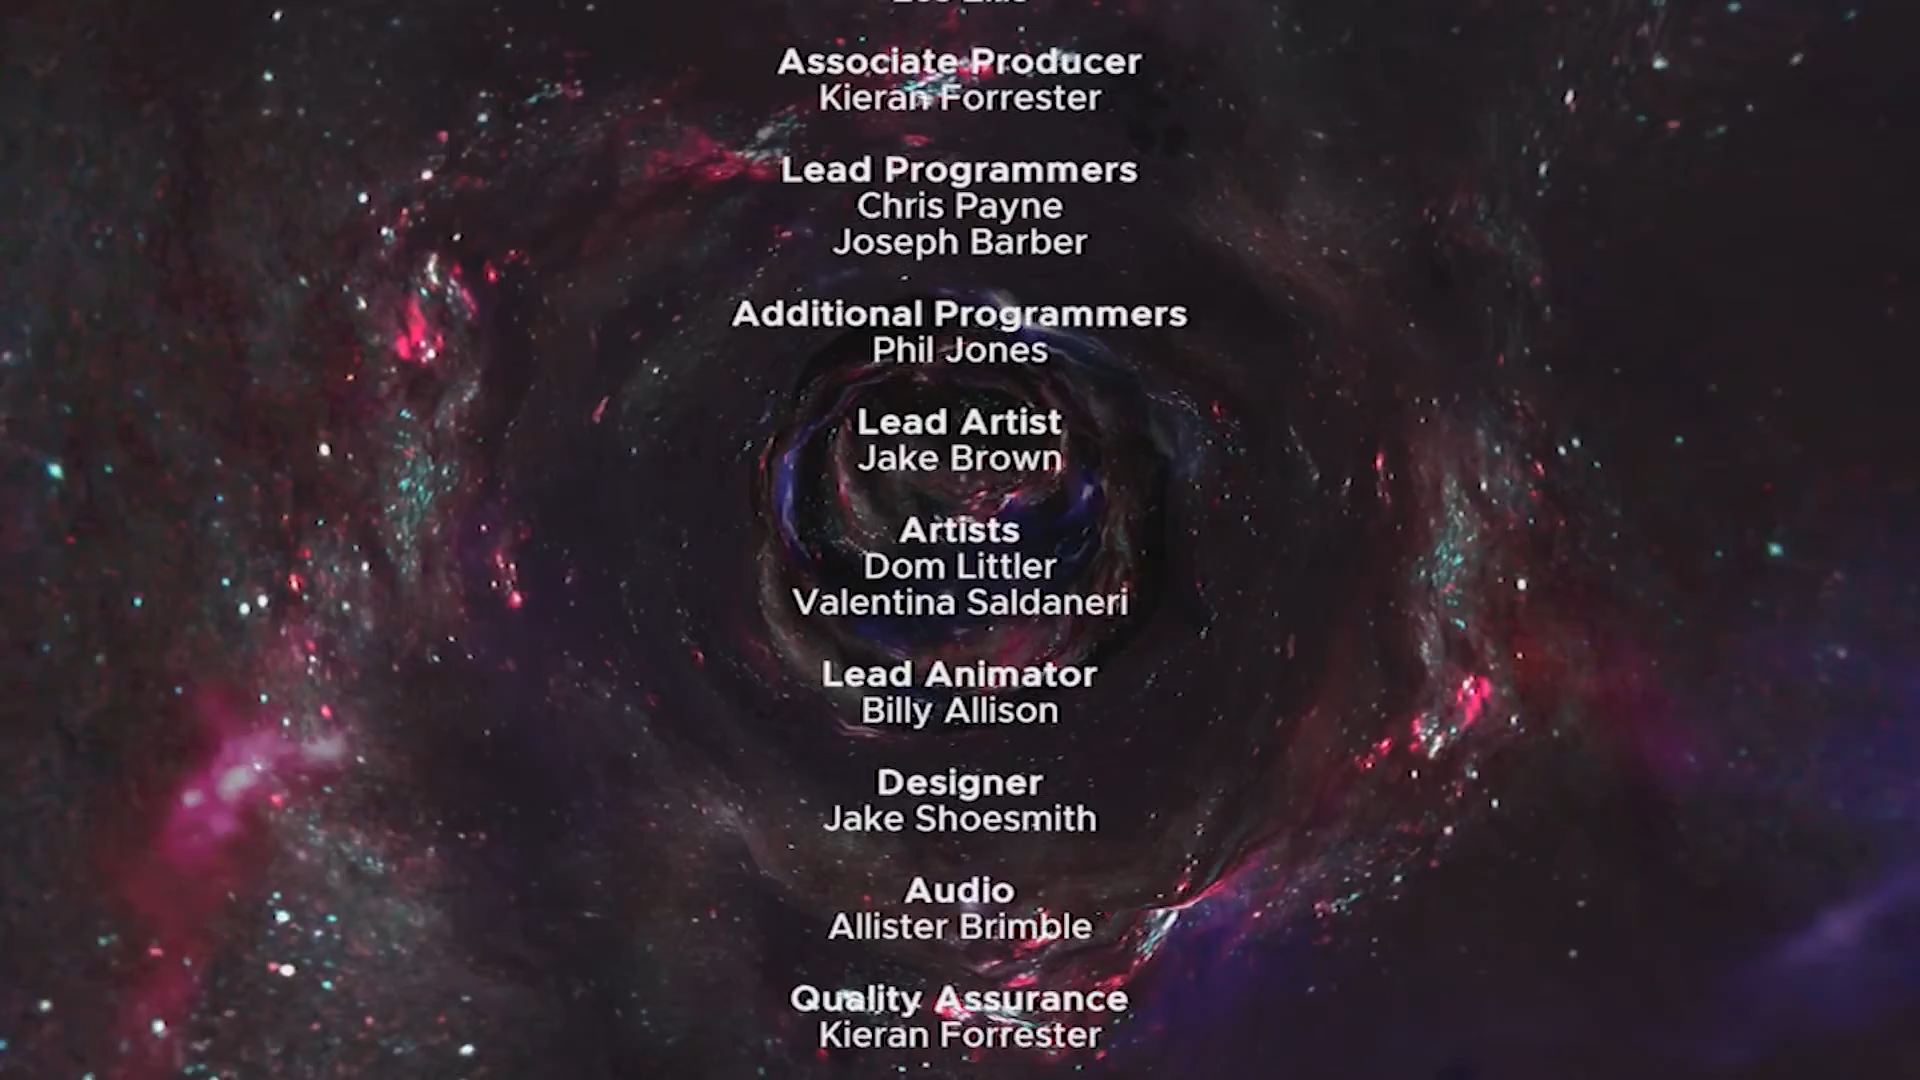 Associate Producer
Kieran Forrester
Lead Programmers
Chris Payne
Joseph Barber
Additional Programmers
Phil Jones
Lead Artist
Jake Brown
Artists
Dom Littler
Valentina Saldaneri
Lead Animator
Billy Allison
Designer
Jake Shoesmith
Audio
Allister Brimble
Quality Assurance
Kieran Forrester